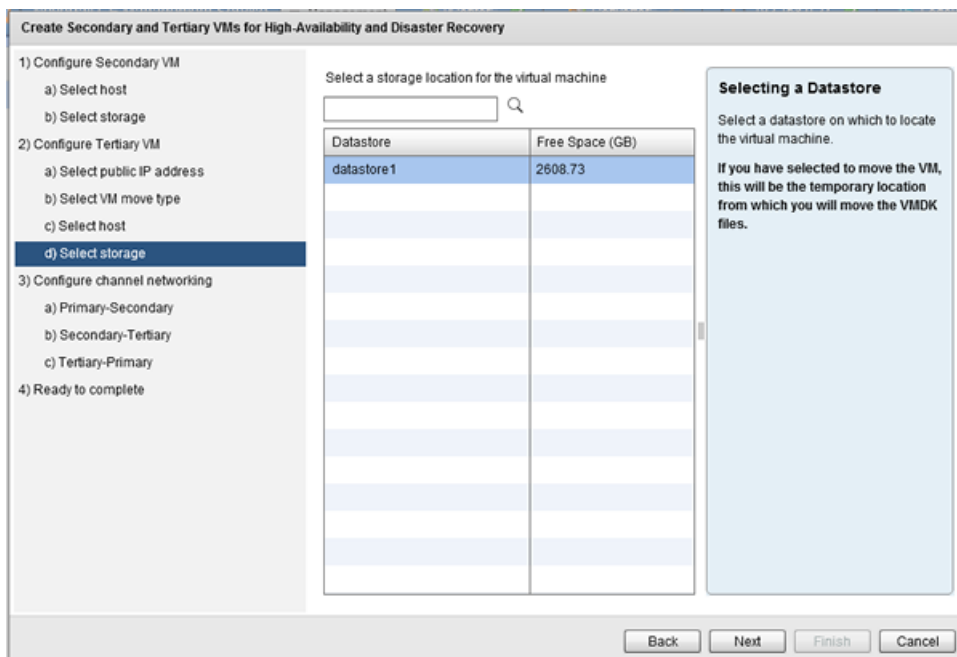 Create Secondary and Tertiary VMs for High-Availability and Disaster Recovery
1) Configure Secondary VM
a) Select host
b) Select storage
2) Configure Tertiary VM
a) Select public IP address
b) Select VM move type
c) Select host
d) Select storage
3) Configure channel networking
a) Primary-Secondary
b) Secondary-Tertiary
c) Tertiary-Primary
4) Ready to complete
Select a storage location for the virtual machine
Datastore Free Space (GB)
datastore1 2608.73
Selecting a Datastore
Select a datastore on which to locate
the virtual machine.
If you have selected to move the VM,
this will be the temporary location
from which you will move the VMDK
files.
Back Next Finish Cancel